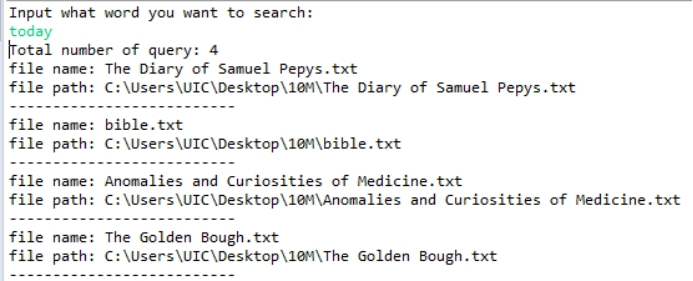 Input what word you want to search:
today
Total number of query: 4
file name: The Diary of Samuel Pepys.txt
file path: C:\Users\UIC\Desktop\10M\The Diary of Samuel Pepys.txt
--------------------------
file name: bible.txt
file path: C:\Users\UIC\Desktop\10M\bible.txt
--------------------------
file name: Anomalies and Curiosities of Medicine.txt
file path: C:\Users\UIC\Desktop\10M\Anomalies and Curiosities of Medicine.txt
--------------------------
file name: The Golden Bough.txt
file path: C:\Users\UIC\Desktop\10M\The Golden Bough.txt
--------------------------